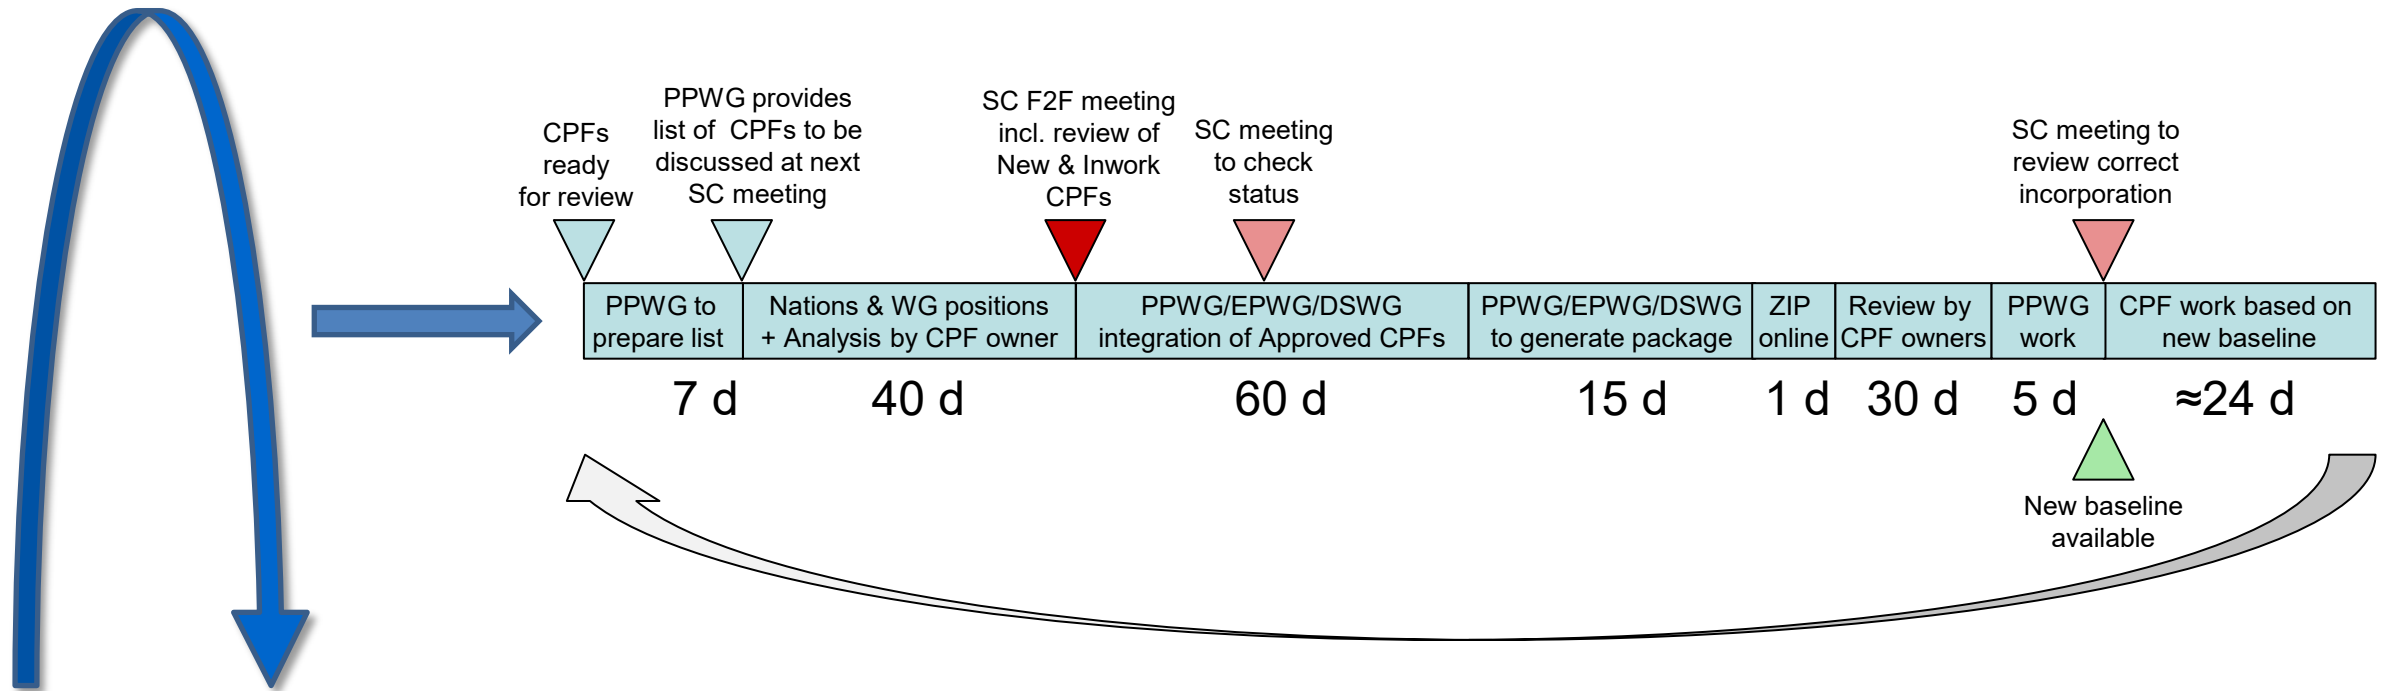 CPFs
ready
for review
PPWG provides
list of CPFs to be
discussed at next
SC meeting
SC F2F meeting
incl. review of
New & Inwork
CPFs
SC meeting
to check
status
SC meeting to
review correct
incorporation
PPWG to
prepare list
Nations & WG positions
+ Analysis by CPF owner
PPWG/EPWG/DSWG
integration of Approved CPFs
PPWG/EPWG/DSWG
to generate package
ZIP
online
Review by
CPF owners
PPWG
work
CPF work based on
new baseline
7 d
40 d
60 d
15 d
1 d
30 d
5 d
≈24 d
New baseline
available